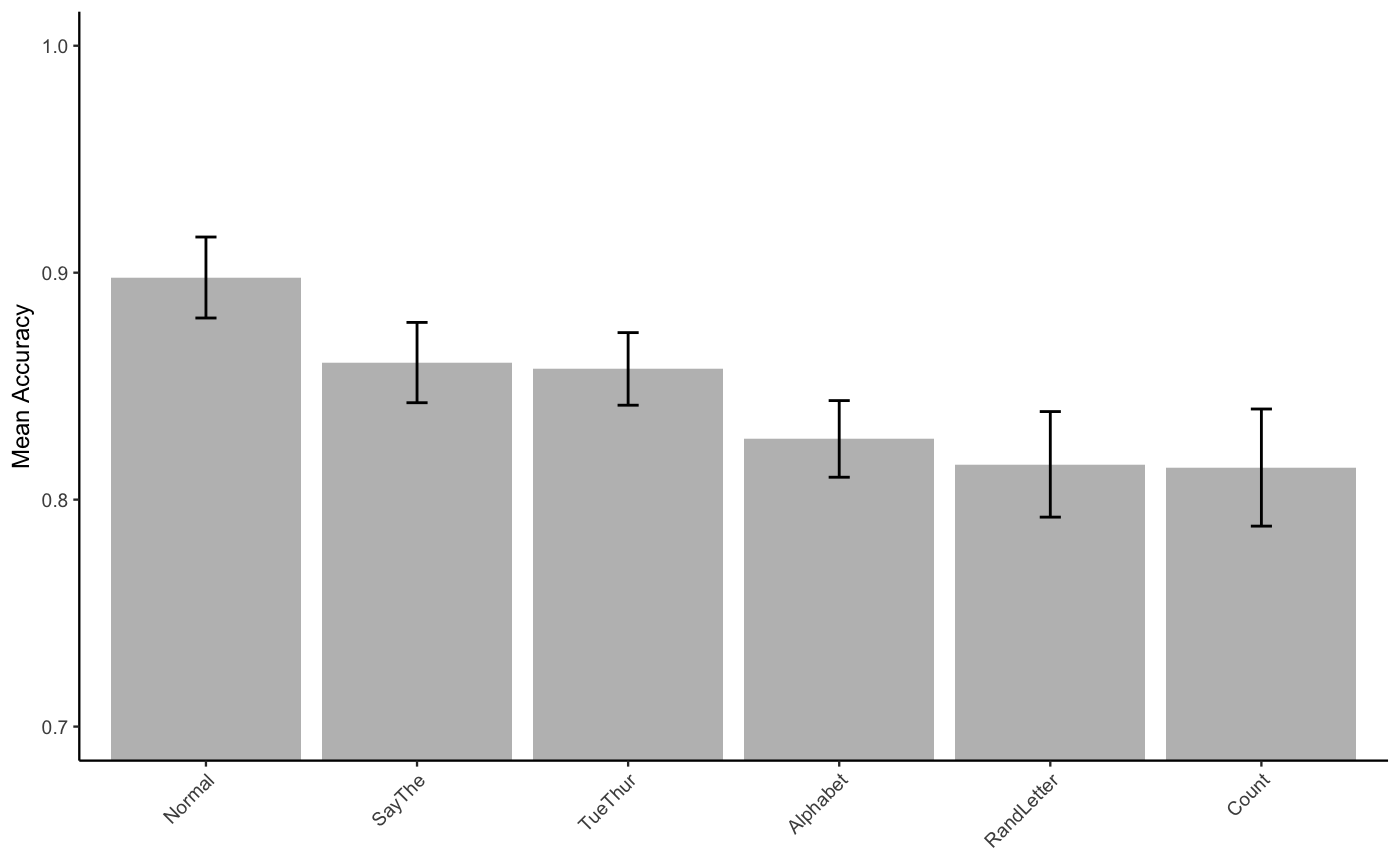 Mean Accuracy
1.0
0.9
0.8
0.7
Normal
SayThe
TueThur
Alphabet
RandLetter
Count